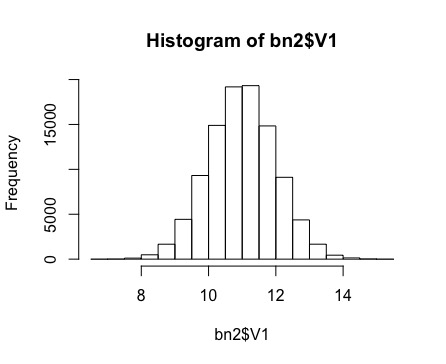 Histogram of bn2$V1
Frequency
15000
5000
0
8 10 12 14
bn2$V1